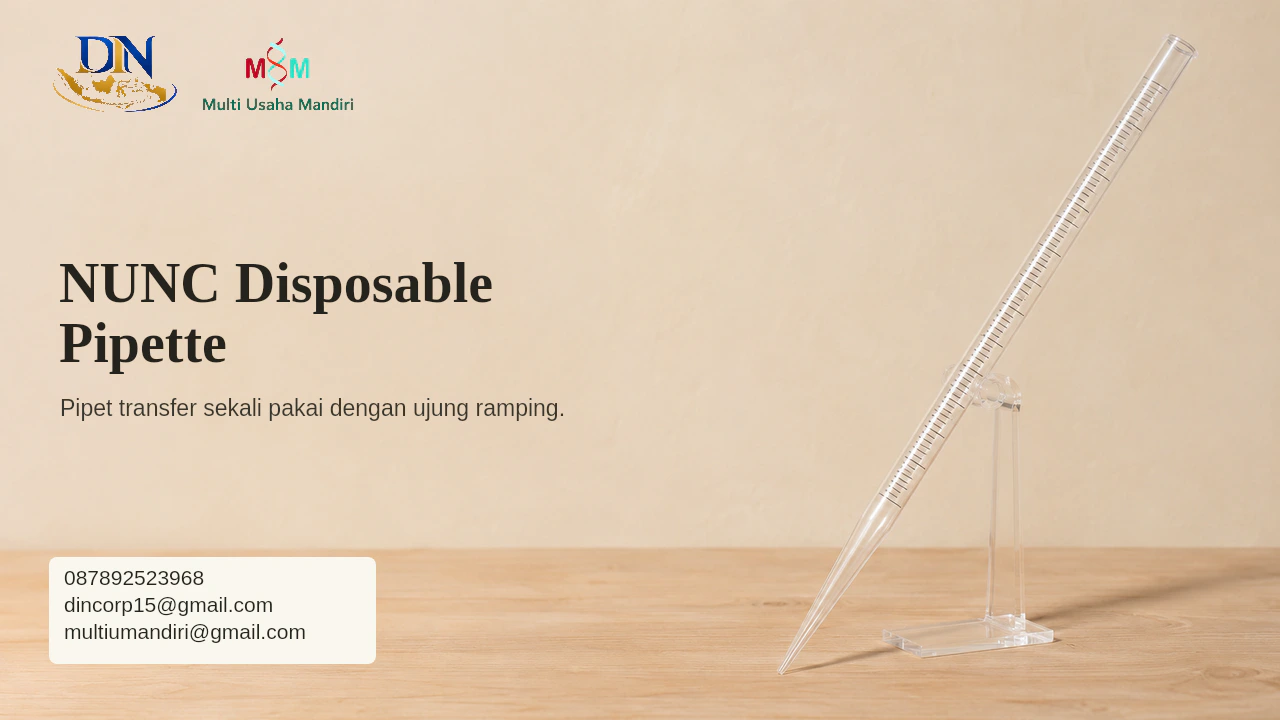 DN
MSM
Multi Usaha Mandiri
NUNC Disposable
Pipette
Pipet transfer sekali pakai dengan ujung ramping.
087892523968
dincorp15@gmail.com
multiumandiri@gmail.com